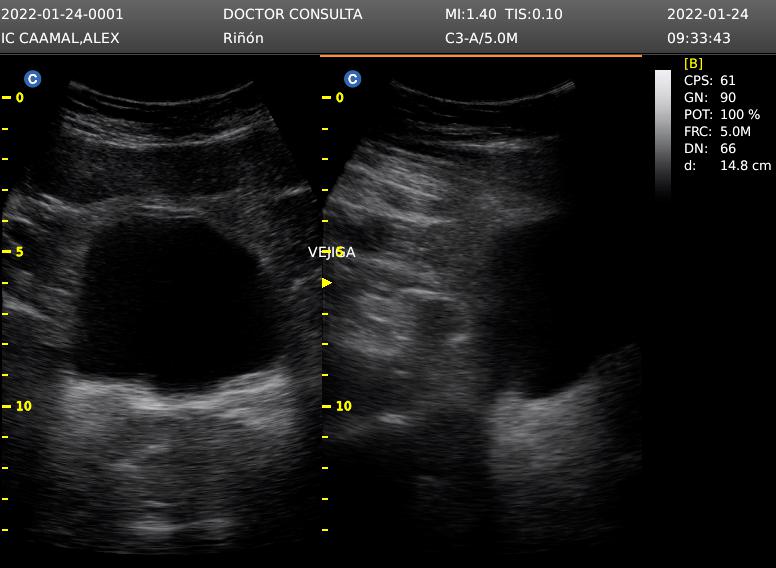 2022-01-24-0001 DOCTOR CONSULTA MI:1.40 TIS:0.10 2022-01-24
IC CAAMAL,ALEX Riñón C3-A/5.0M 09:33:43
[B]
CPS: 61
GN: 90
POT: 100 %
FRC: 5.0M
DN: 66
d: 14.8 cm
C
C
0
0
5
VEJIGA
5
10
10